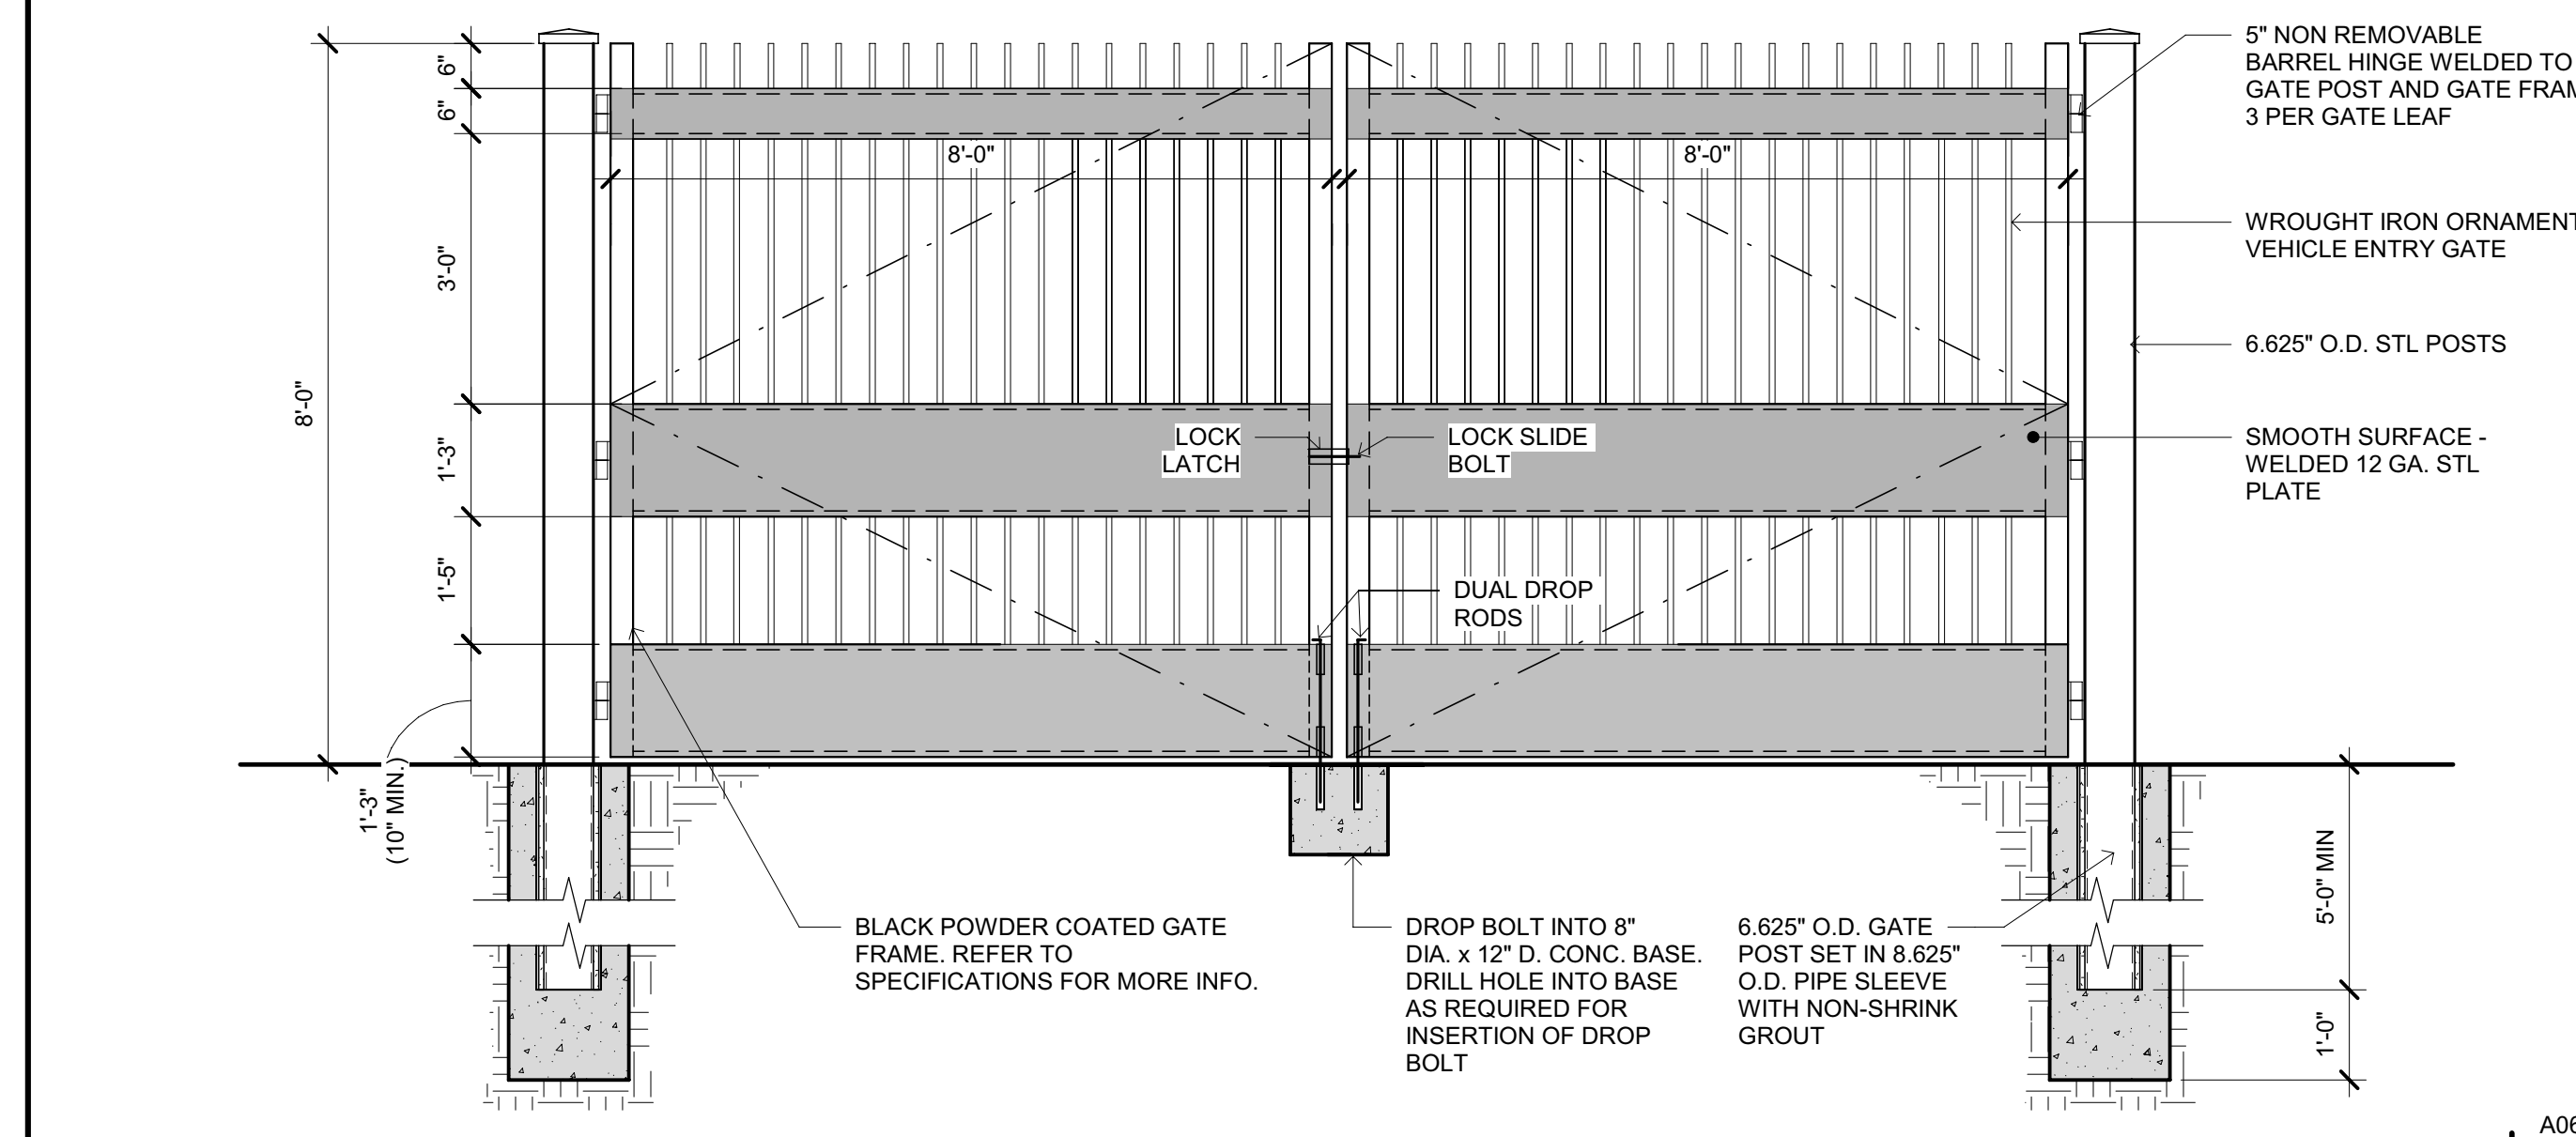 5" NON REMOVABLE
BARREL HINGE WELDED TO
GATE POST AND GATE FRAM
3 PER GATE LEAF
WROUGHT IRON ORNAMENT
VEHICLE ENTRY GATE
6.625" O.D. STL POSTS
SMOOTH SURFACE -
WELDED 12 GA. STL
PLATE
6"
6"
3'-0"
8'-0"
1'-3"
1'-5"
1'-3"
(10" MIN.)
8'-0"
8'-0"
LOCK
LATCH
LOCK SLIDE
BOLT
DUAL DROP
RODS
BLACK POWDER COATED GATE
FRAME. REFER TO
SPECIFICATIONS FOR MORE INFO.
DROP BOLT INTO 8"
DIA. x 12" D. CONC. BASE.
DRILL HOLE INTO BASE
AS REQUIRED FOR
INSERTION OF DROP
BOLT
6.625" O.D. GATE
POST SET IN 8.625"
O.D. PIPE SLEEVE
WITH NON-SHRINK
GROUT
5'-0" MIN
1'-0"
A06